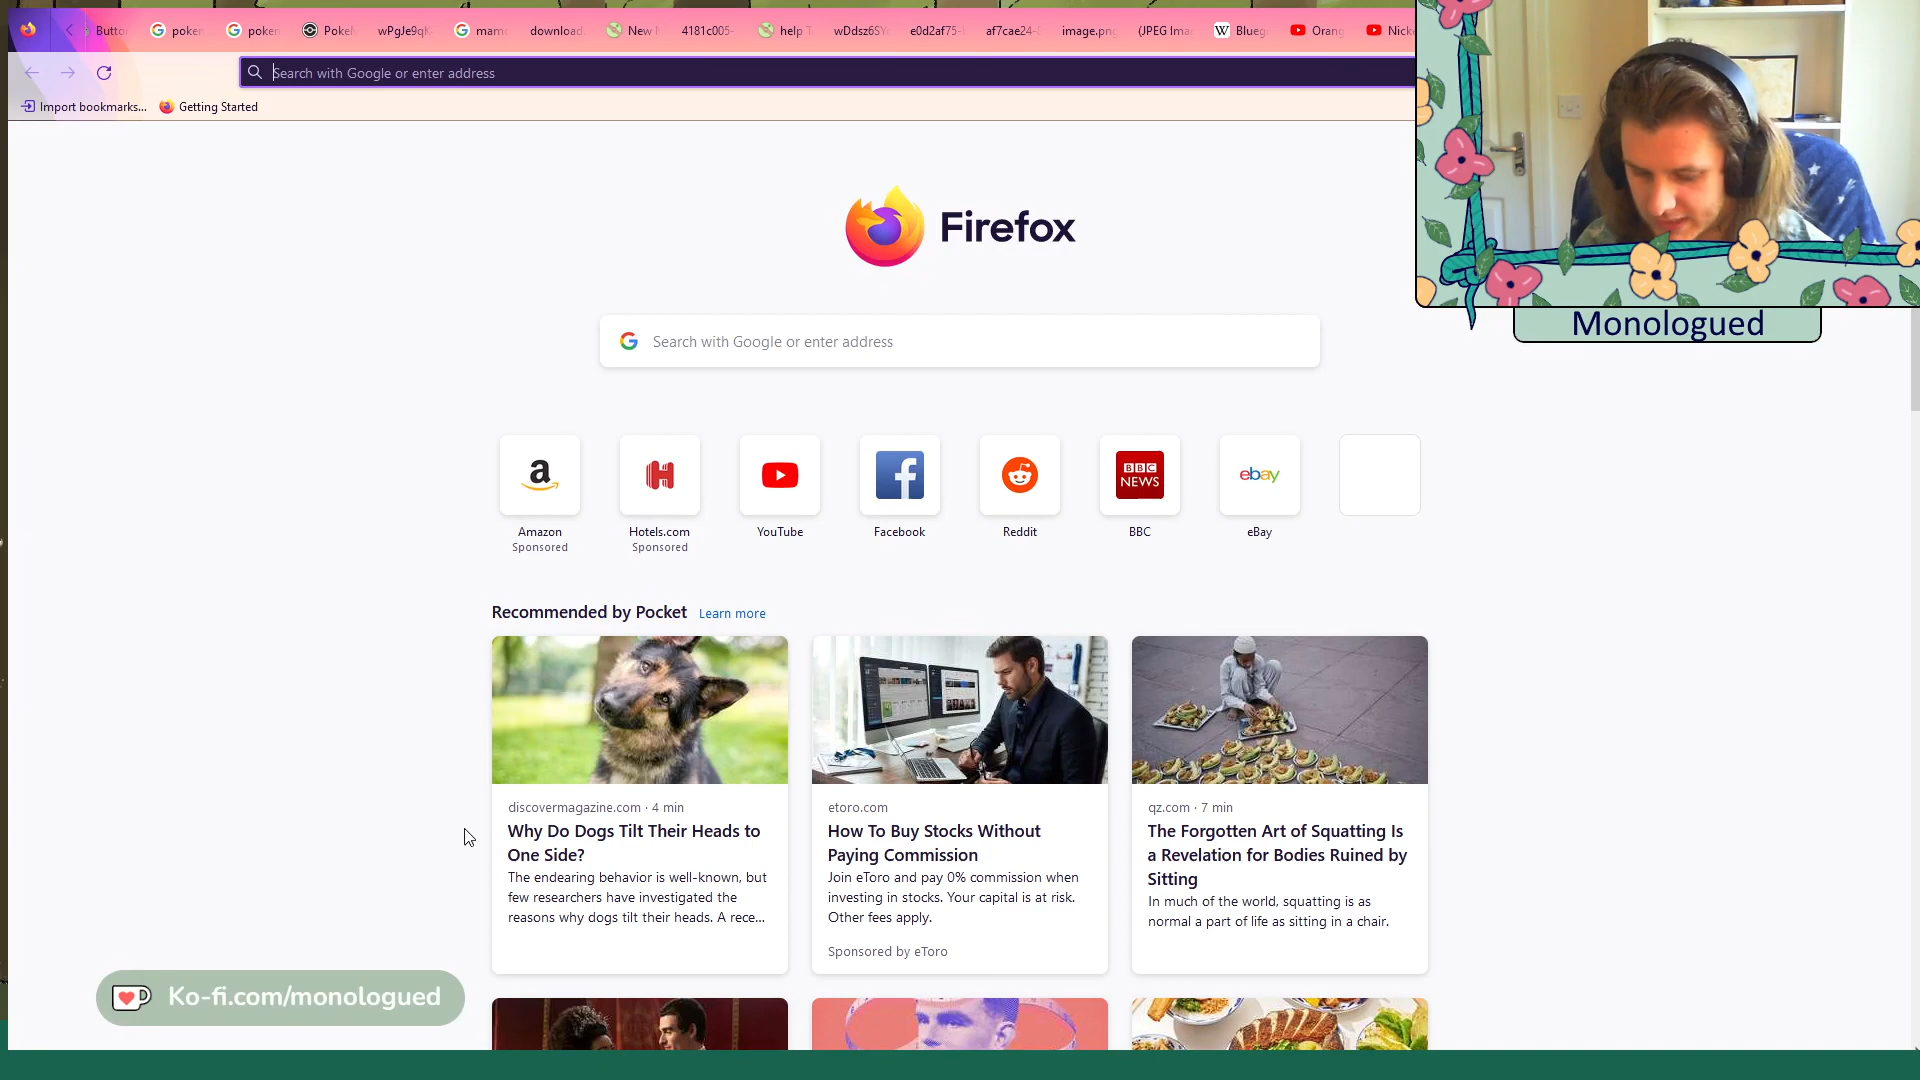 Button
poker
poker
PokeM
wPgJe9qK
mamo
download.
New
4181c005-
help T
wDdsz6SY
e0d2af75-
af7cae24-
image.png
(JPEG Ima
W Blueg
Orang
Nick
Search with Google or enter address
Import bookmarks...
Getting Started
Firefox
Search with Google or enter address
Monologued
a
BBC
NEWS
ebay
Amazon
Sponsored
Hotels.com
Sponsored
YouTube
Facebook
Reddit
BBC
eBay
Recommended by Pocket Learn more
discovermagazine.com · 4 min
Why Do Dogs Tilt Their Heads to
One Side?
The endearing behavior is well-known, but
few researchers have investigated the
reasons why dogs tilt their heads. A rece...
etoro.com
How To Buy Stocks Without
Paying Commission
Join eToro and pay 0% commission when
investing in stocks. Your capital is at risk.
Other fees apply.
Sponsored by eToro
qz.com · 7 min
The Forgotten Art of Squatting Is
a Revelation for Bodies Ruined by
Sitting
In much of the world, squatting is as
normal a part of life as sitting in a chair.
Ko-fi.com/monologued